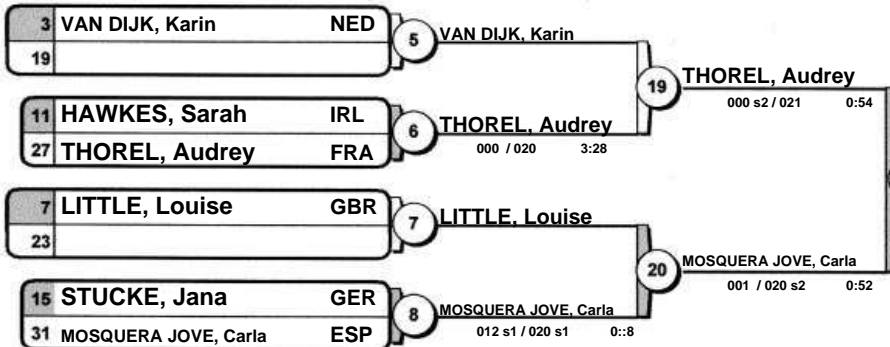 3 VAN DIJK, Karin NED
19
5
VAN DIJK, Karin
11 HAWKES, Sarah IRL
27 THOREL, Audrey FRA
6
THOREL, Audrey
000 / 020 3:28
19
THOREL, Audrey
000 s2 / 021 0:54
7 LITTLE, Louise GBR
23
7
LITTLE, Louise
15 STUCKE, Jana GER
31 MOSQUERA JOVE, Carla ESP
8
MOSQUERA JOVE, Carla
012 s1 / 020 s1 0::8
20
MOSQUERA JOVE, Carla
001 / 020 s2 0:52